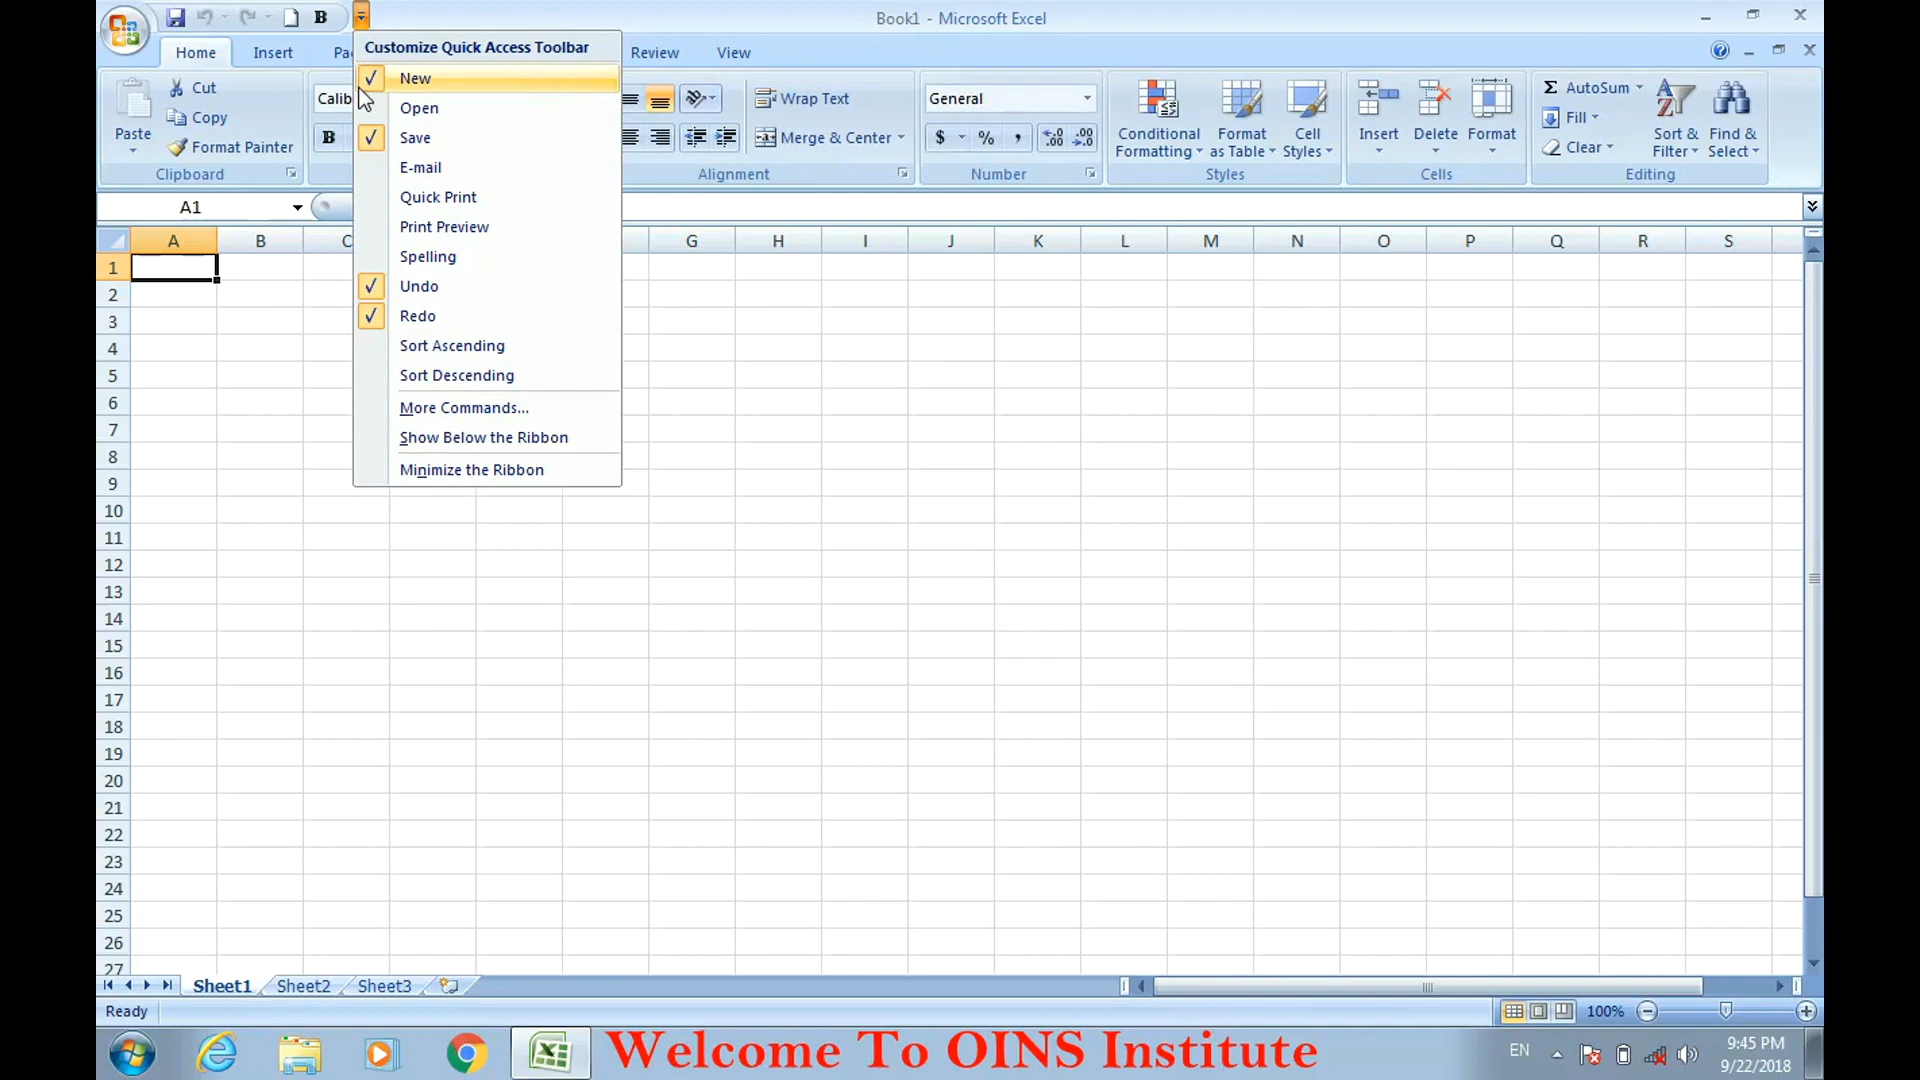 B
Book1 - Microsoft Excel
Home
Insert
Pa
Review
View
Customize Quick Access Toolbar
New
Open
Save
E-mail
Quick Print
Print Preview
Spelling
Undo
Redo
Sort Ascending
Sort Descending
More Commands...
Show Below the Ribbon
Minimize the Ribbon
Paste
Cut
Copy
Format Painter
Clipboard
Calib
B
Wrap Text
Merge & Center
Alignment
General
$ % ,
Number
Conditional Formatting
Format as Table
Cell Styles
Styles
Insert
Delete
Format
Cells
Σ AutoSum
Fill
Clear
Sort & Filter
Find & Select
Editing
A1
A B C G H I J K L M N O P Q R S
1
2
3
4
5
6
7
8
9
10
11
12
13
14
15
16
17
18
19
20
21
22
23
24
25
26
27
Sheet1 Sheet2 Sheet3
Ready
100%
Welcome To OINS Institute
EN
9:45 PM
9/22/2018